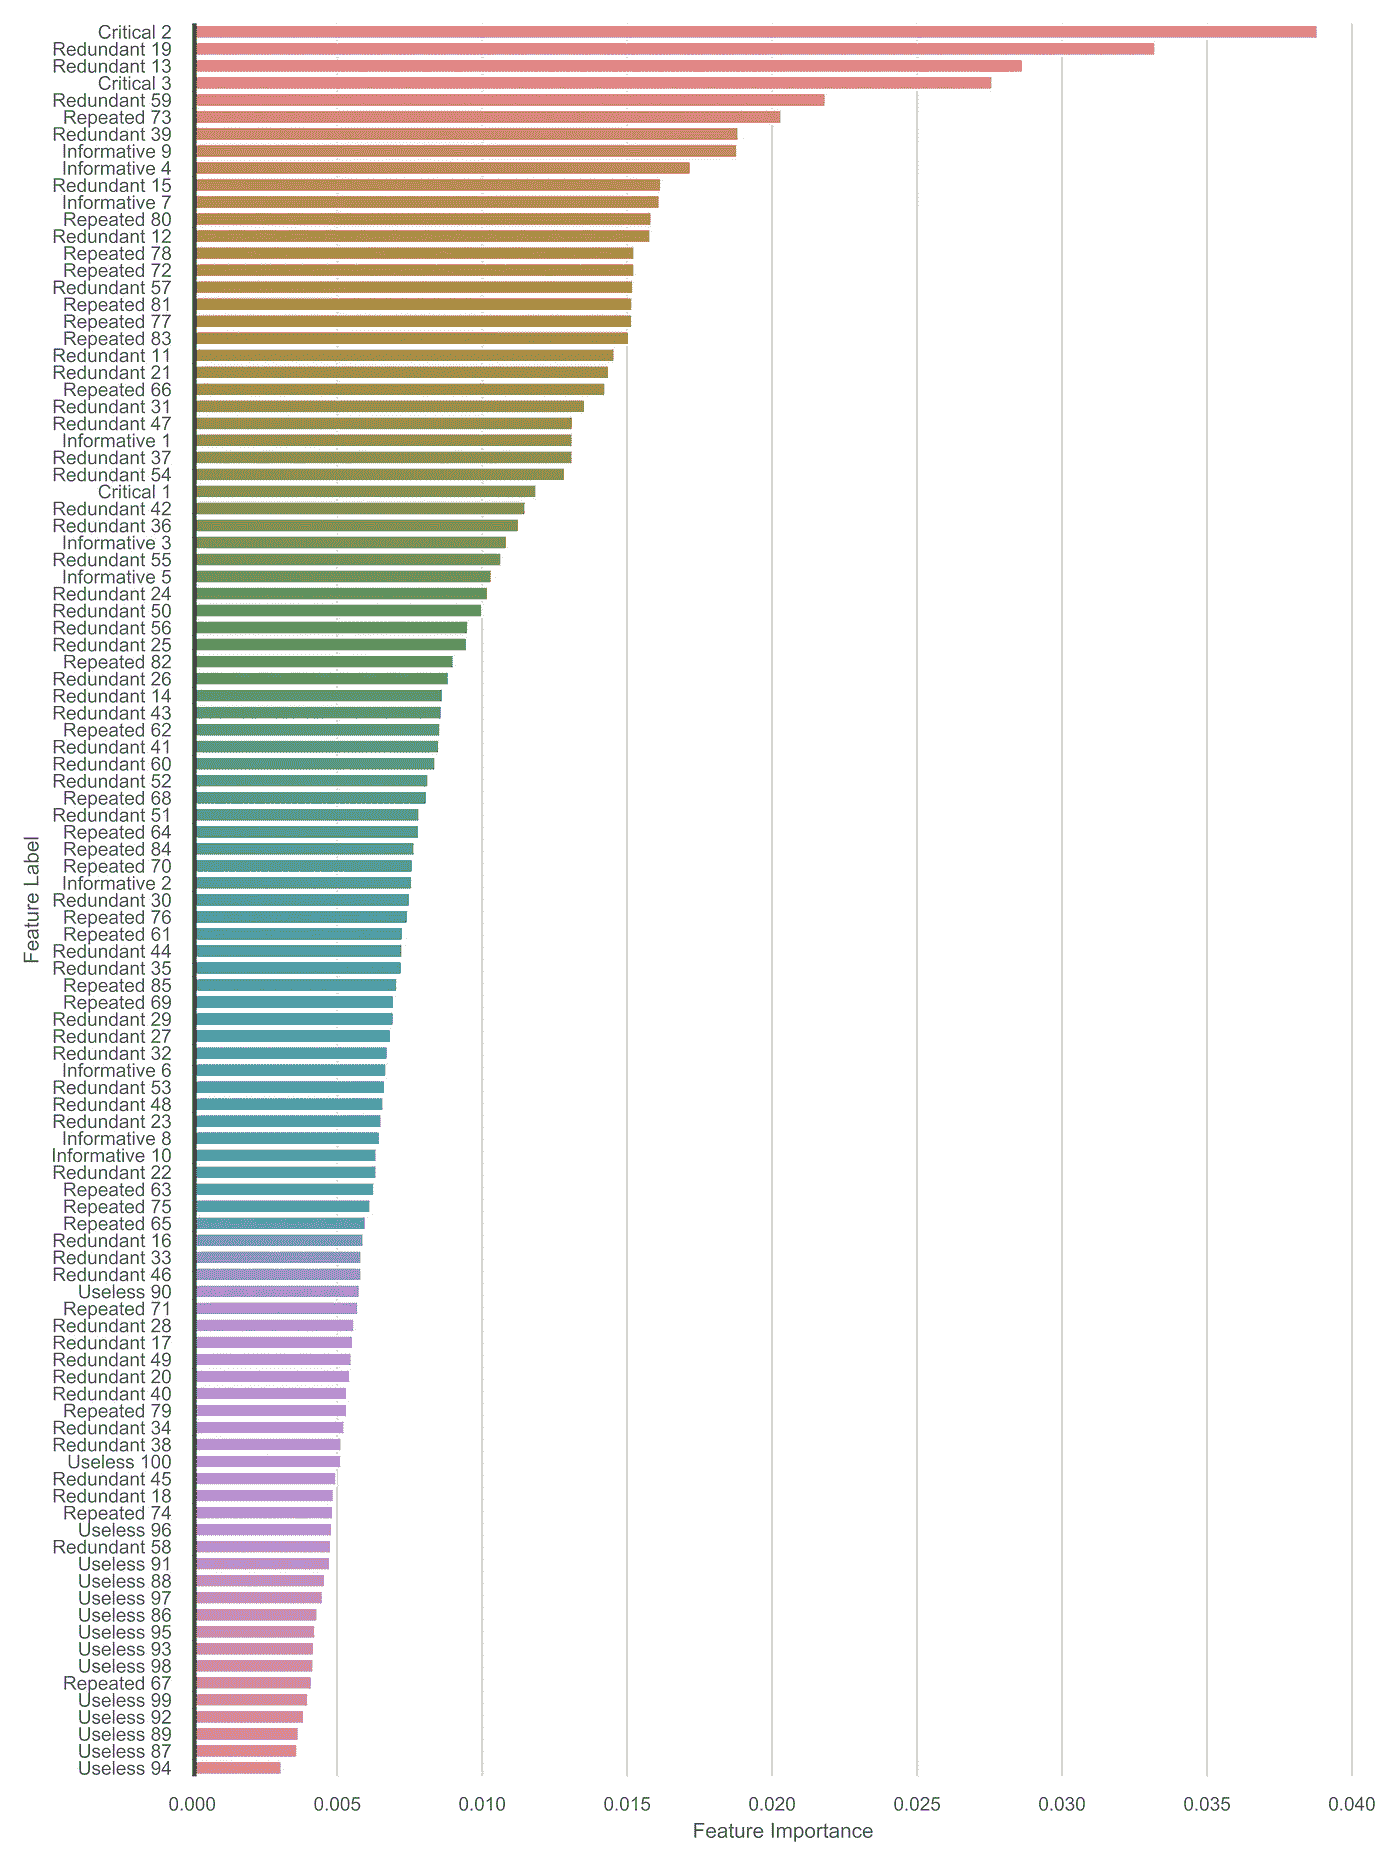 Critical 2
Redundant 19
Redundant 13
Critical 3
Redundant 59
Repeated 73
Redundant 39
Informative 9
Informative 4
Redundant 15
Informative 7
Repeated 80
Redundant 12
Repeated 78
Repeated 72
Redundant 57
Repeated 81
Repeated 77
Repeated 83
Redundant 11
Redundant 21
Repeated 66
Redundant 31
Redundant 47
Informative 1
Redundant 37
Redundant 54
Critical 1
Redundant 42
Redundant 36
Informative 3
Redundant 55
Informative 5
Redundant 24
Redundant 50
Redundant 56
Redundant 25
Repeated 82
Redundant 26
Redundant 14
Redundant 43
Repeated 62
Redundant 41
Redundant 60
Redundant 52
Repeated 68
Redundant 51
Repeated 64
Repeated 84
Repeated 70
Informative 2
Redundant 30
Repeated 76
Repeated 61
Redundant 44
Redundant 35
Repeated 85
Repeated 69
Redundant 29
Redundant 27
Redundant 32
Informative 6
Redundant 53
Redundant 48
Redundant 23
Informative 8
Informative 10
Redundant 22
Repeated 63
Repeated 75
Repeated 65
Redundant 16
Redundant 33
Redundant 46
Useless 90
Repeated 71
Redundant 28
Redundant 17
Redundant 49
Redundant 20
Redundant 40
Repeated 79
Redundant 34
Redundant 38
Useless 100
Redundant 45
Redundant 18
Repeated 74
Useless 96
Redundant 58
Useless 91
Useless 88
Useless 97
Useless 86
Useless 95
Useless 93
Useless 98
Repeated 67
Useless 99
Useless 92
Useless 89
Useless 87
Useless 94
Feature Label
0.000 0.005 0.010 0.015 0.020 0.025 0.030 0.035 0.040
Feature Importance